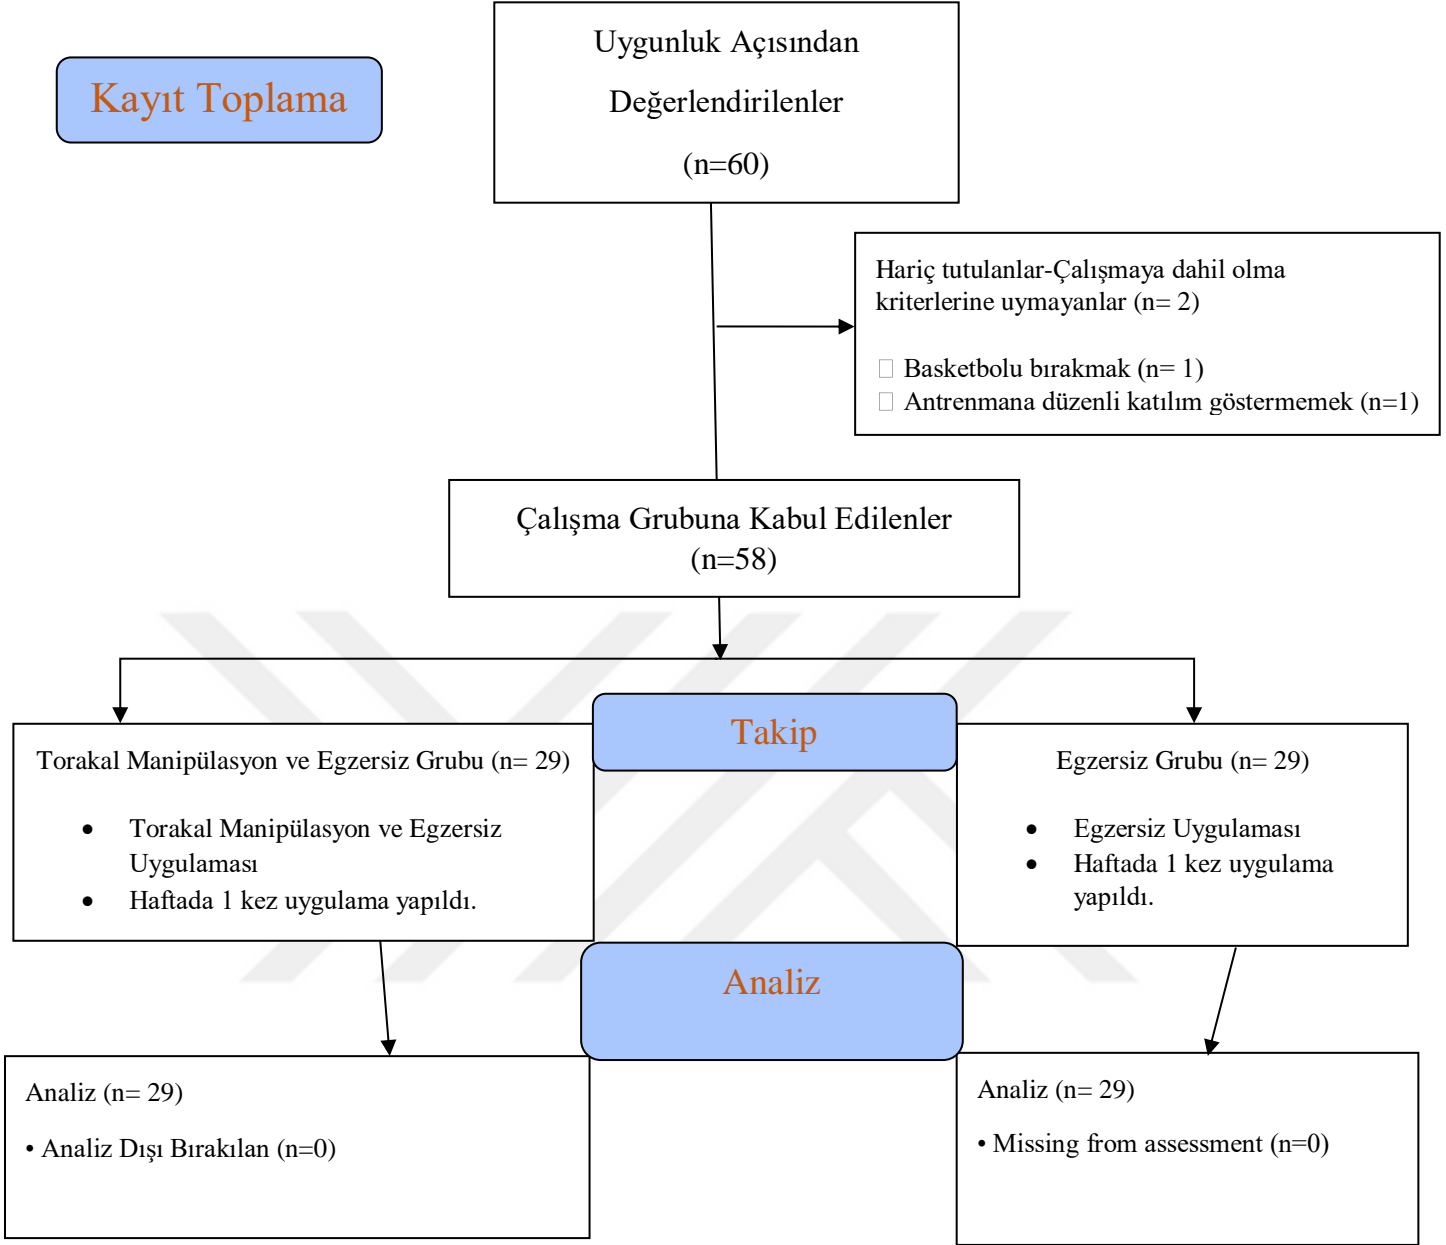 Uygunluk Açısından
Değerlendirilenler
(n=60)
Kayıt Toplama
Hariç tutulanlar-Çalışmaya dahil olma
kriterlerine uymayanlar (n= 2)
Basketbolu bırakmak (n= 1)
Antrenmana düzenli katılım göstermemek (n=1)
Çalışma Grubuna Kabul Edilenler
(n=58)
Takip
Torakal Manipülasyon ve Egzersiz Grubu (n= 29)
• Torakal Manipülasyon ve Egzersiz
Uygulaması
• Haftada 1 kez uygulama yapıldı.
Egzersiz Grubu (n= 29)
• Egzersiz Uygulaması
• Haftada 1 kez uygulama
yapıldı.
Analiz
Analiz (n= 29)
• Analiz Dışı Bırakılan (n=0)
Analiz (n= 29)
• Missing from assessment (n=0)